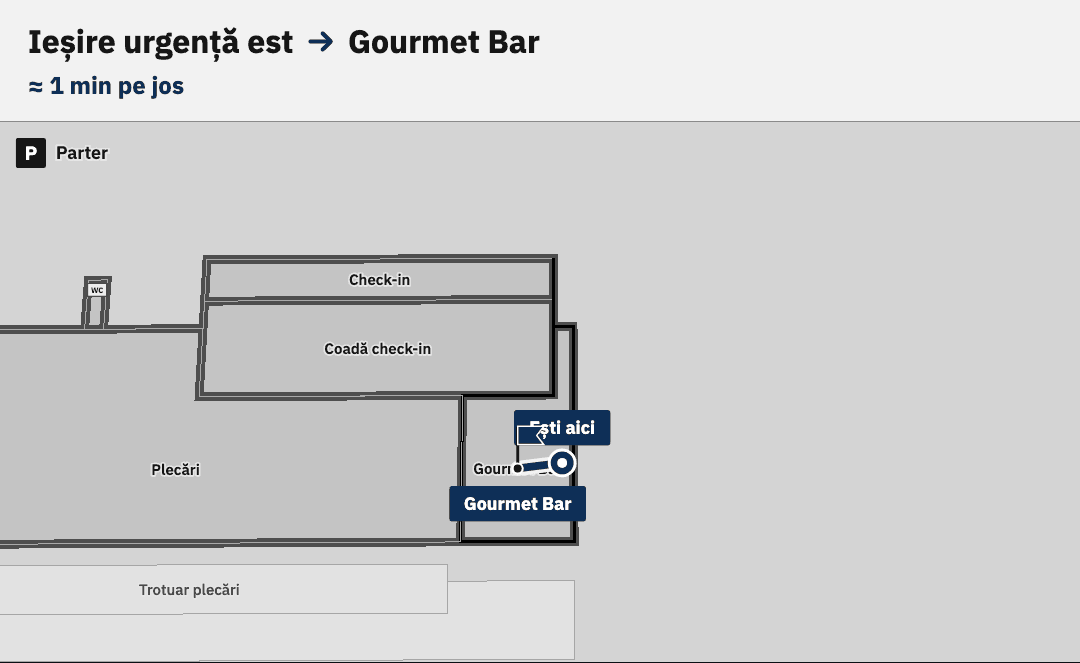 Ieșire urgență est → Gourmet Bar
≈ 1 min pe jos
P Parter
Check-in
WC
Coadă check-in
Ești aici
Plecări
Gourmet Bar
Trotuar plecări